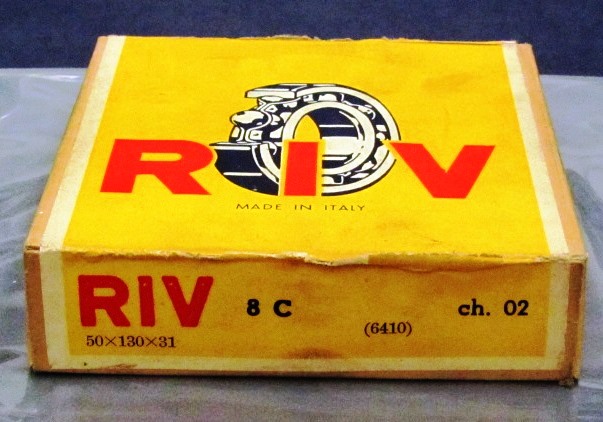 RIV
MADE IN ITALY
RIV 8 C (6410) ch. 02
50×130×31